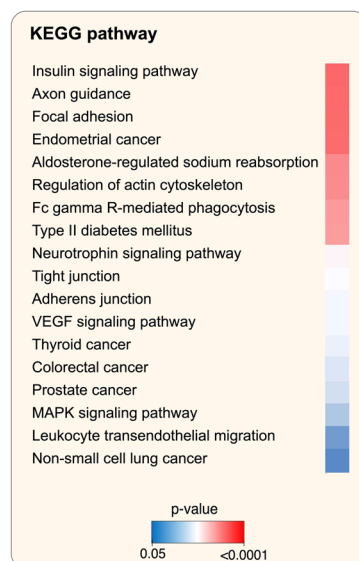 KEGG pathway
Insulin signaling pathway
Axon guidance
Focal adhesion
Endometrial cancer
Aldosterone-regulated sodium reabsorption
Regulation of actin cytoskeleton
Fc gamma R-mediated phagocytosis
Type II diabetes mellitus
Neurotrophin signaling pathway
Tight junction
Adherens junction
VEGF signaling pathway
Thyroid cancer
Colorectal cancer
Prostate cancer
MAPK signaling pathway
Leukocyte transendothelial migration
Non-small cell lung cancer
p-value
0.05 <0.0001